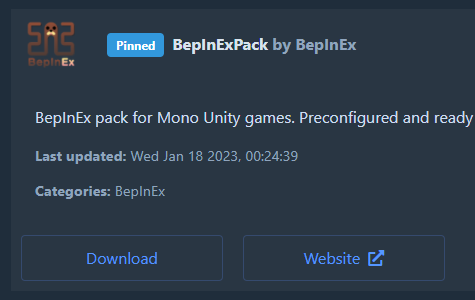 BepInEx
Pinned BepInExPack by BepInEx
BepInEx pack for Mono Unity games. Preconfigured and ready
Last updated: Wed Jan 18 2023, 00:24:39
Categories: BepInEx
Download Website